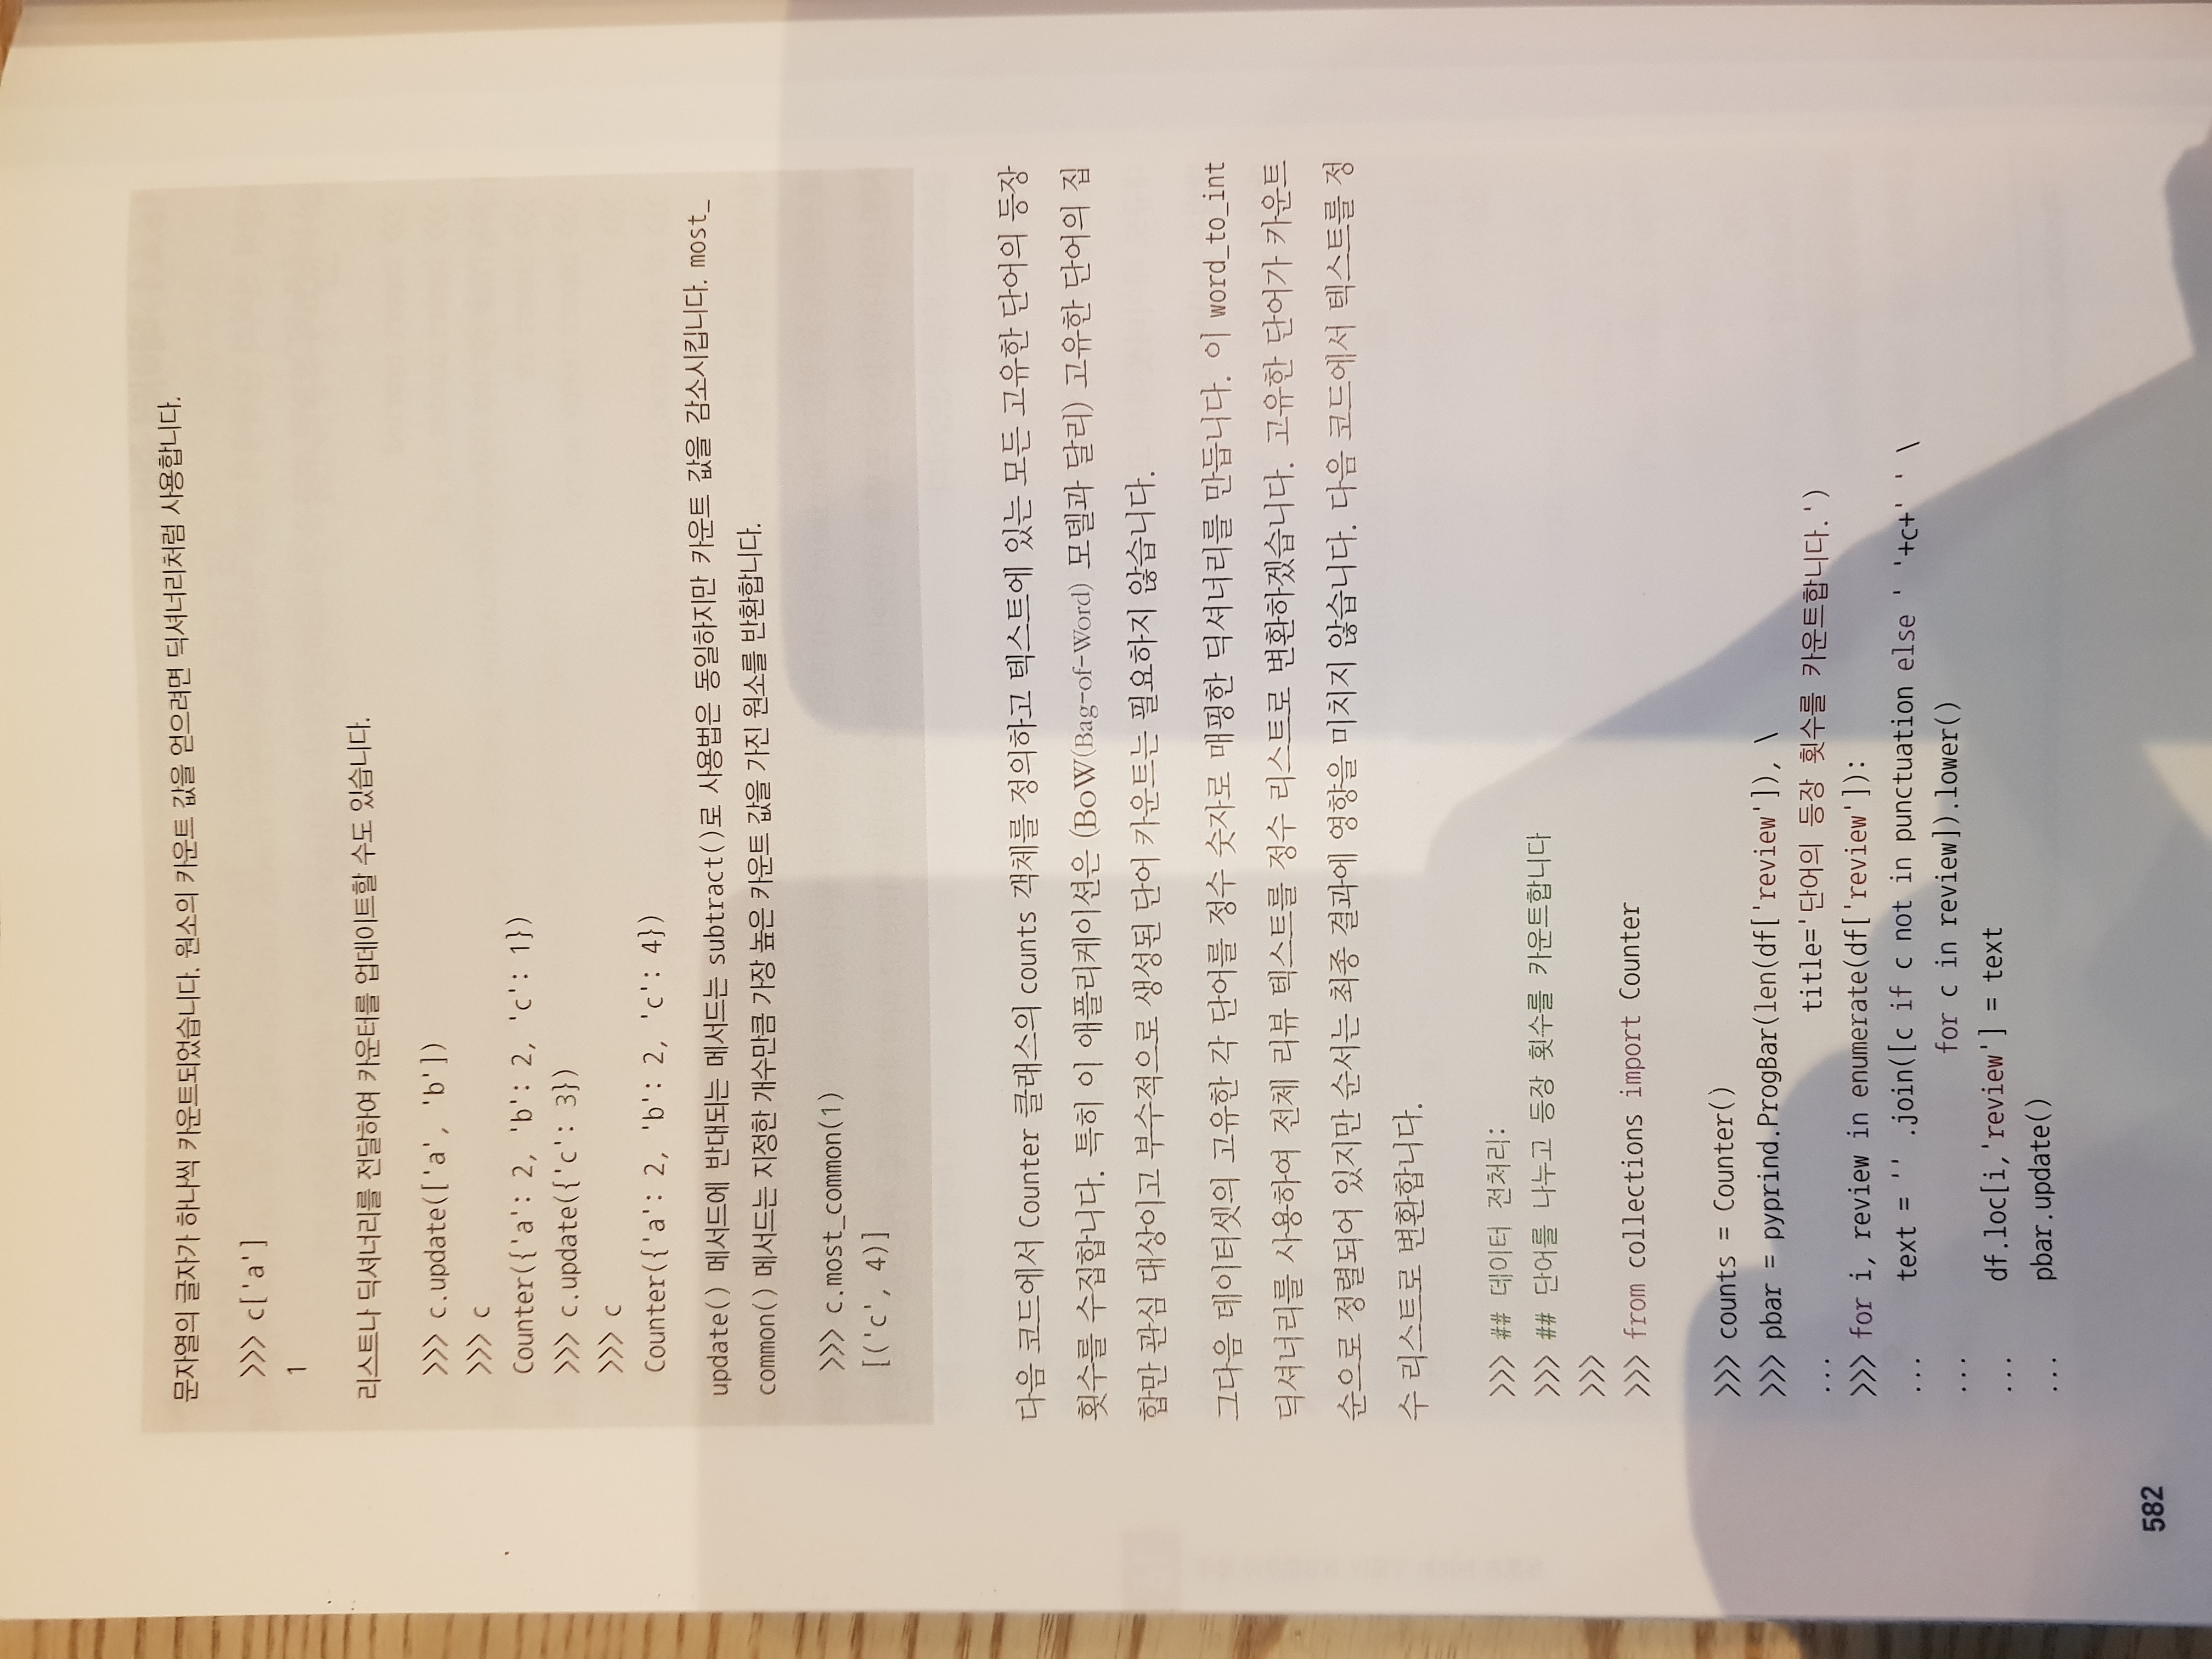 문자열의 글자가 하나씩 카운트되었습니다. 원소의 카운트 값을 얻으려면 딕셔너리처럼 사용합니다.
>>> c['a']
1
리스트나 딕셔너리를 전달하여 카운터를 업데이트할 수도 있습니다.
>>> c.update(['a', 'b'])
>>> c
Counter({'a': 2, 'b': 2, 'c': 1})
>>> c.update({'c': 3})
>>> c
Counter({'a': 2, 'b': 2, 'c': 4})
update() 메서드에 반대되는 메서드는 subtract()로 사용법은 동일하지만 카운트 값을 감소시킵니다. most_
common() 메서드는 지정한 개수만큼 가장 높은 카운트 값을 가진 원소를 반환합니다.
>>> c.most_common(1)
[('c', 4)]
다음 코드에서 Counter 클래스의 counts 객체를 정의하고 텍스트에 있는 모든 고유한 단어의 등장
횟수를 수집합니다. 특히 이 애플리케이션은 (BoW(Bag-of-Word) 모델과 달리) 고유한 단어의 집
합만 관심 대상이고 부수적으로 생성된 단어 카운트는 필요하지 않습니다.
그다음 데이터셋의 고유한 각 단어를 정수 숫자로 매핑한 딕셔너리를 만듭니다. 이 word_to_int
딕셔너리를 사용하여 전체 리뷰 텍스트를 정수 리스트로 변환하겠습니다. 고유한 단어가 카운트
순으로 정렬되어 있지만 순서는 최종 결과에 영향을 미치지 않습니다. 다음 코드에서 텍스트를 정
수 리스트로 변환합니다.
>>> ## 데이터 전처리:
>>> ## 단어를 나누고 등장 횟수를 카운트합니다
>>>
>>> from collections import Counter
>>> counts = Counter()
>>> pbar = pyprind.ProgBar(len(df['review']), \
...                        title='단어의 등장 횟수를 카운트합니다.')
>>> for i, review in enumerate(df['review']):
...     text = '' .join([c if c not in punctuation else ' '+c+' ' \
...                     for c in review]).lower()
...     df.loc[i,'review'] = text
...     pbar.update()
582